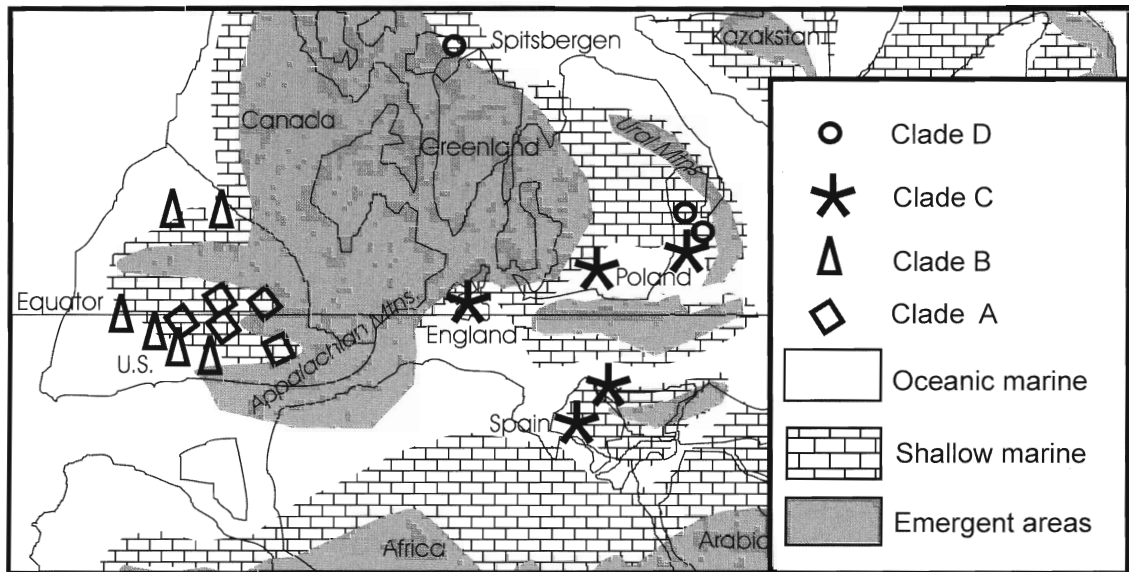 Spitsbergen
Kazakstan
Canada
Greenland
Ural Mtns
Poland
Equator
England
U.S.
Appalachian Mtns
Spain
Africa
Arabia
Clade D
Clade C
Clade B
Clade A
Oceanic marine
Shallow marine
Emergent areas